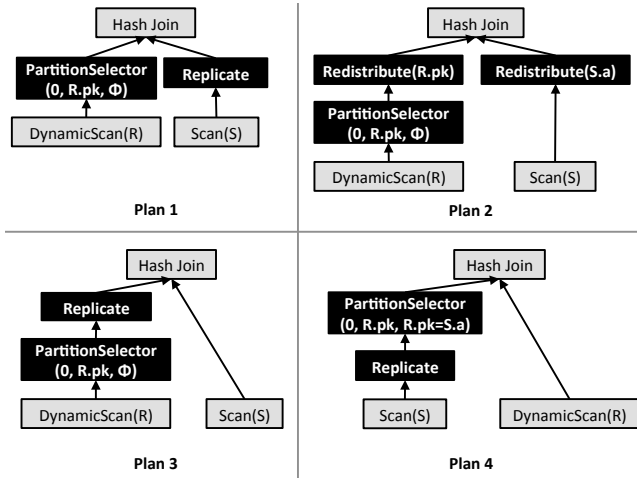 Hash Join
PartitionSelector
(0, R.pk, Φ)
Replicate
DynamicScan(R)
Scan(S)
Plan 1
Hash Join
Redistribute(R.pk)
Redistribute(S.a)
PartitionSelector
(0, R.pk, Φ)
DynamicScan(R)
Scan(S)
Plan 2
Hash Join
Replicate
PartitionSelector
(0, R.pk, Φ)
DynamicScan(R)
Scan(S)
Plan 3
Hash Join
PartitionSelector
(0, R.pk, R.pk=S.a)
Replicate
Scan(S)
DynamicScan(R)
Plan 4